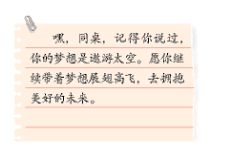 嘿，同桌，记得你说过，
你的梦想是遨游太空。愿你继
续带着梦想展翅高飞，去拥抱
美好的未来。